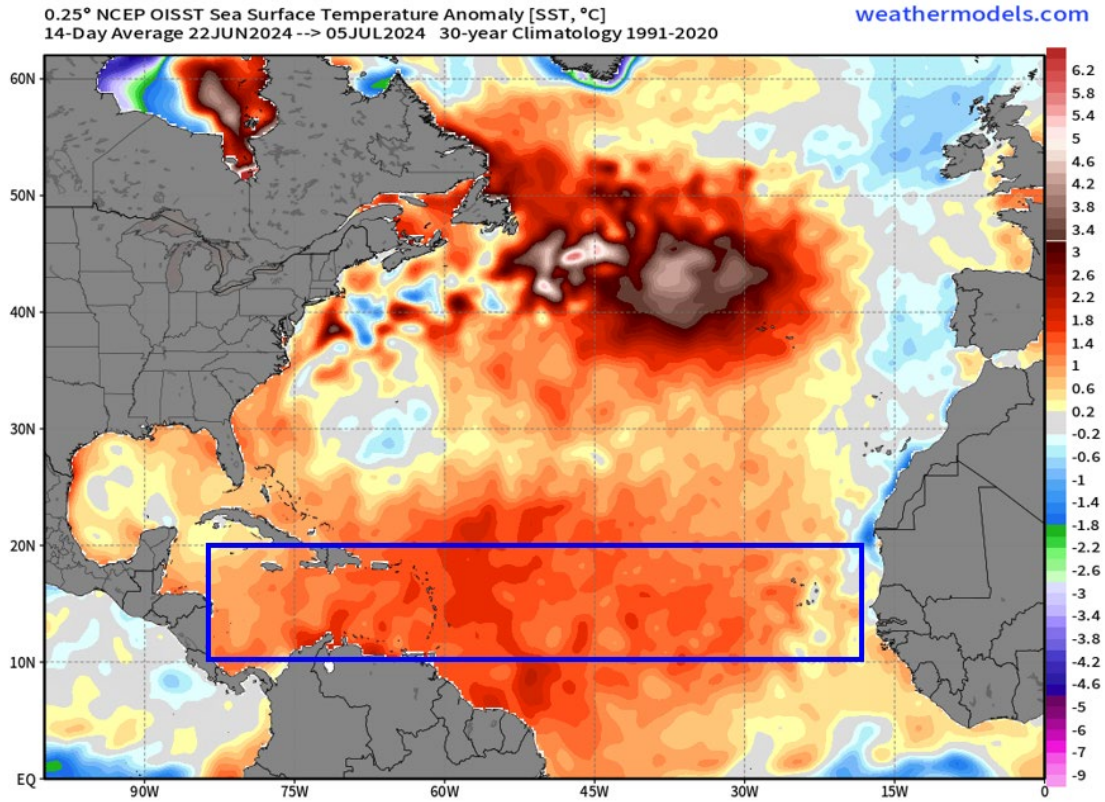 0.25° NCEP OISST Sea Surface Temperature Anomaly [SST, °C]
weathermodels.com
14-Day Average 22JUN2024 --> 05JUL2024 30-year Climatology 1991-2020
60N
50N
40N
30N
20N
10N
EQ
90W
75W
60W
45W
30W
15W
0
6.2
5.8
5.4
5
4.6
4.2
3.8
3.4
3
2.6
2.2
1.8
1.4
1
0.6
0.2
-0.2
-0.6
-1
-1.4
-1.8
-2.2
-2.6
-3
-3.4
-3.8
-4.2
-4.6
-5
-6
-7
-9